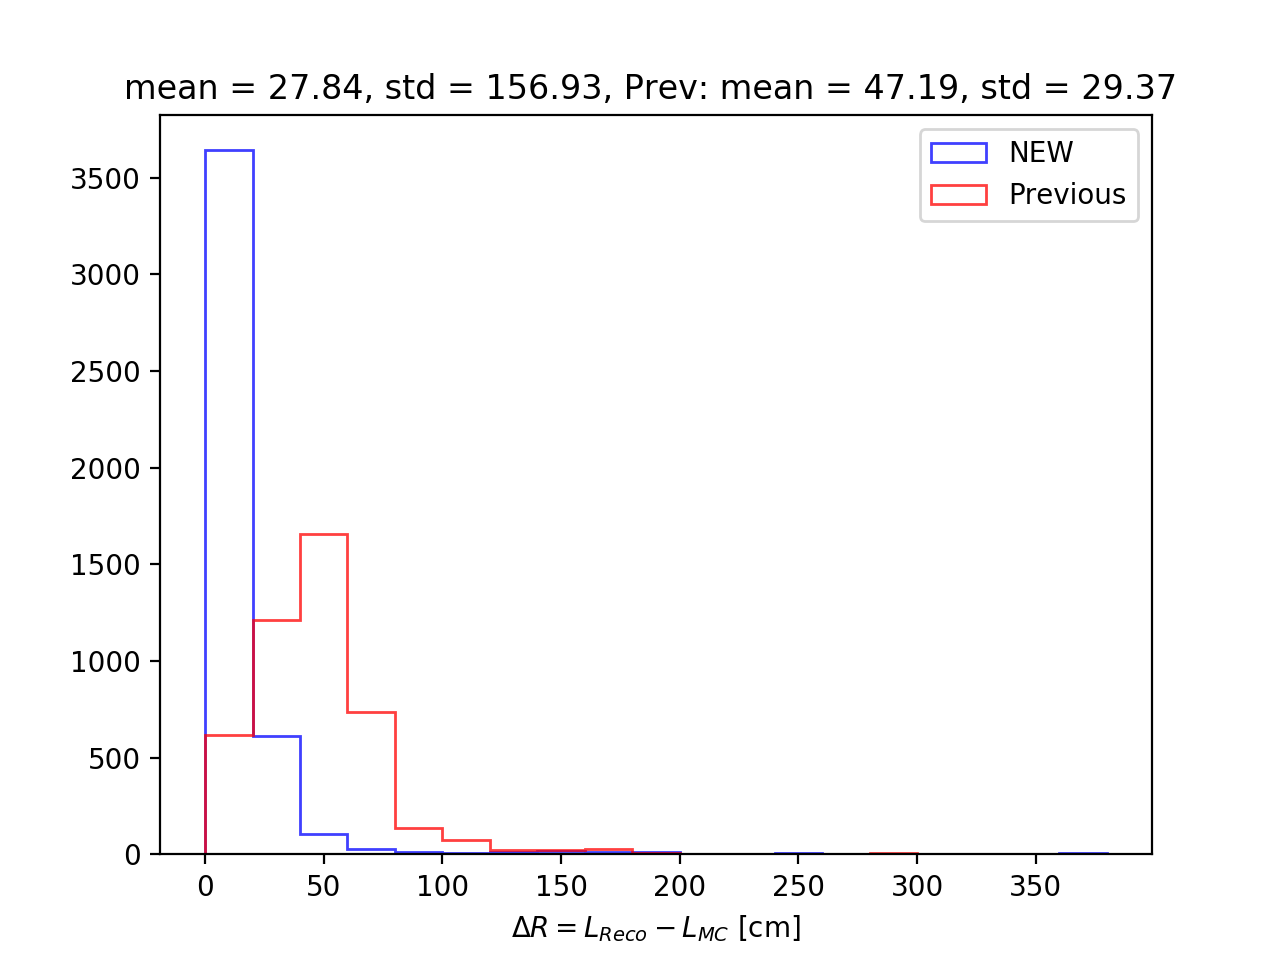 mean = 27.84, std = 156.93, Prev: mean = 47.19, std = 29.37
NEW
Previous
3500
3000
2500
2000
1500
1000
500
0
0 50 100 150 200 250 300 350
ΔR = L_Reco − L_MC [cm]